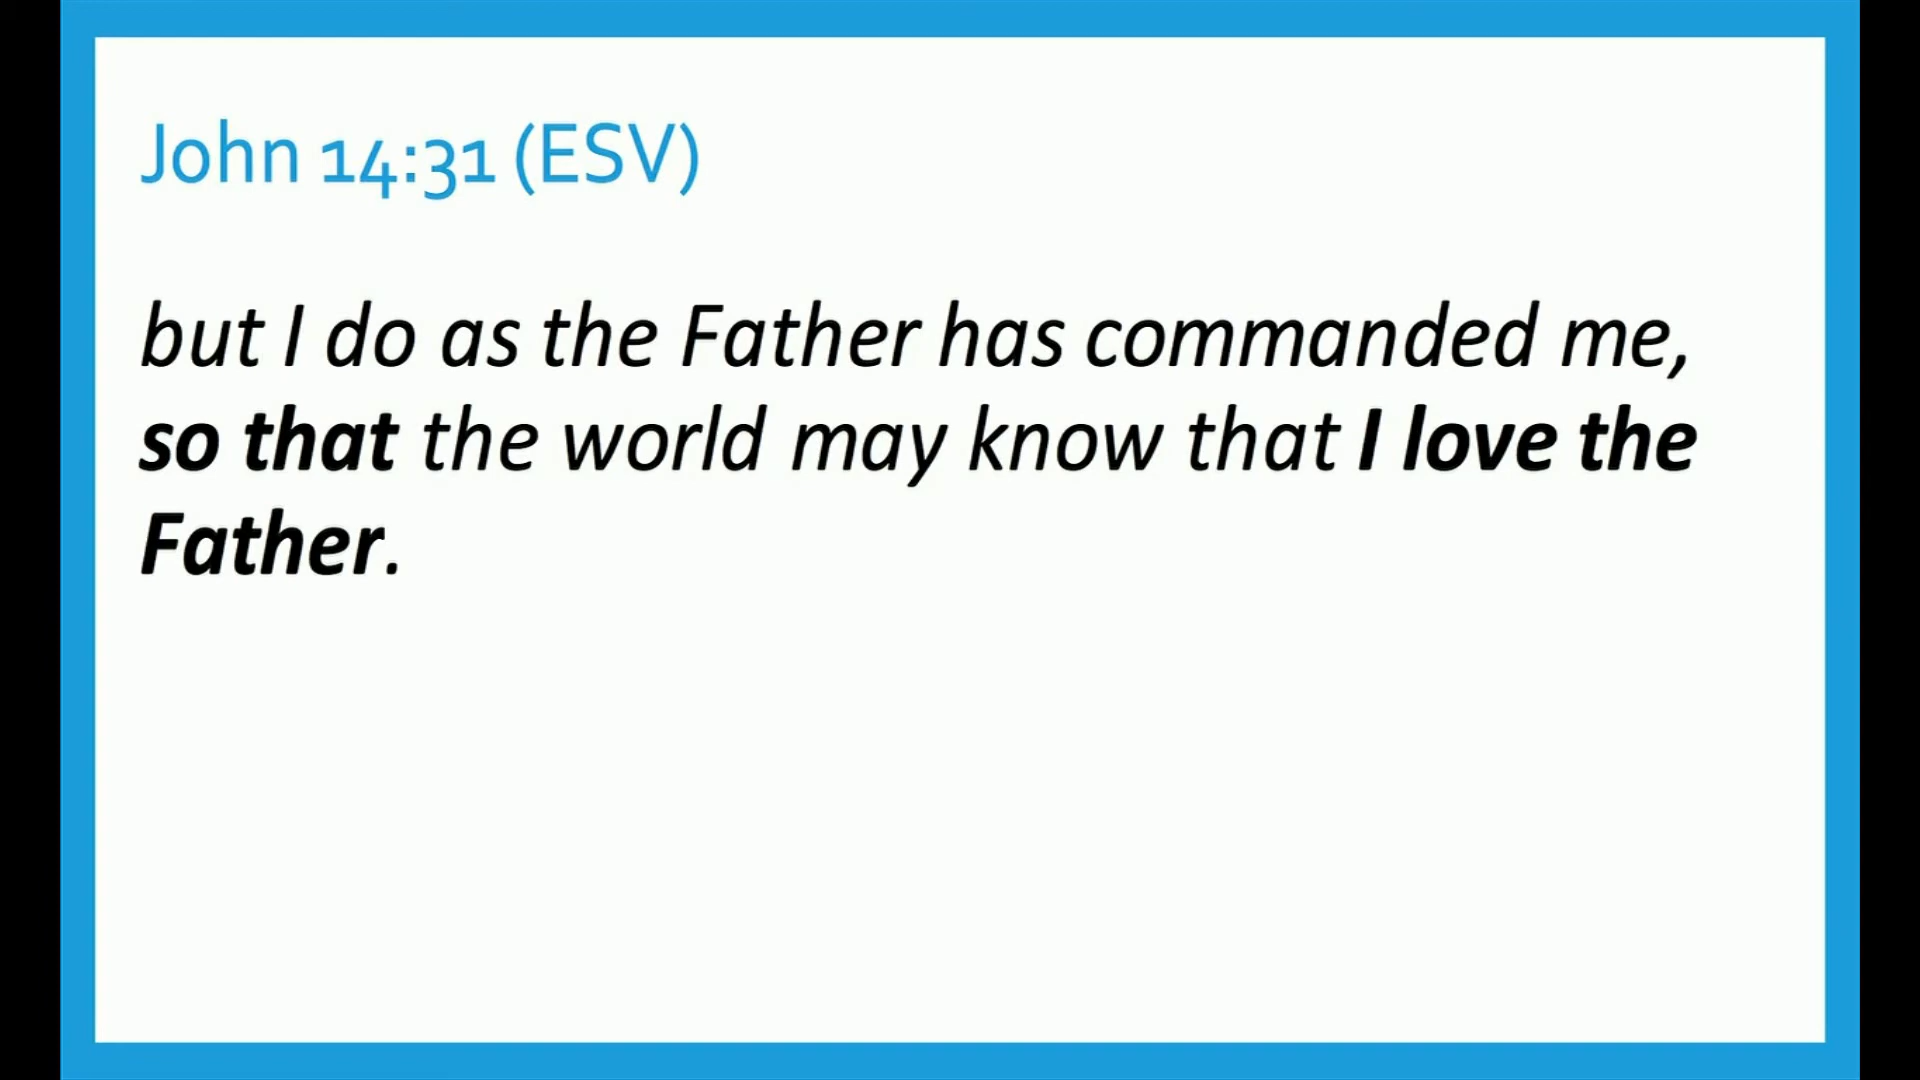 John 14:31 (ESV)
but I do as the Father has commanded me,
so that the world may know that I love the
Father.